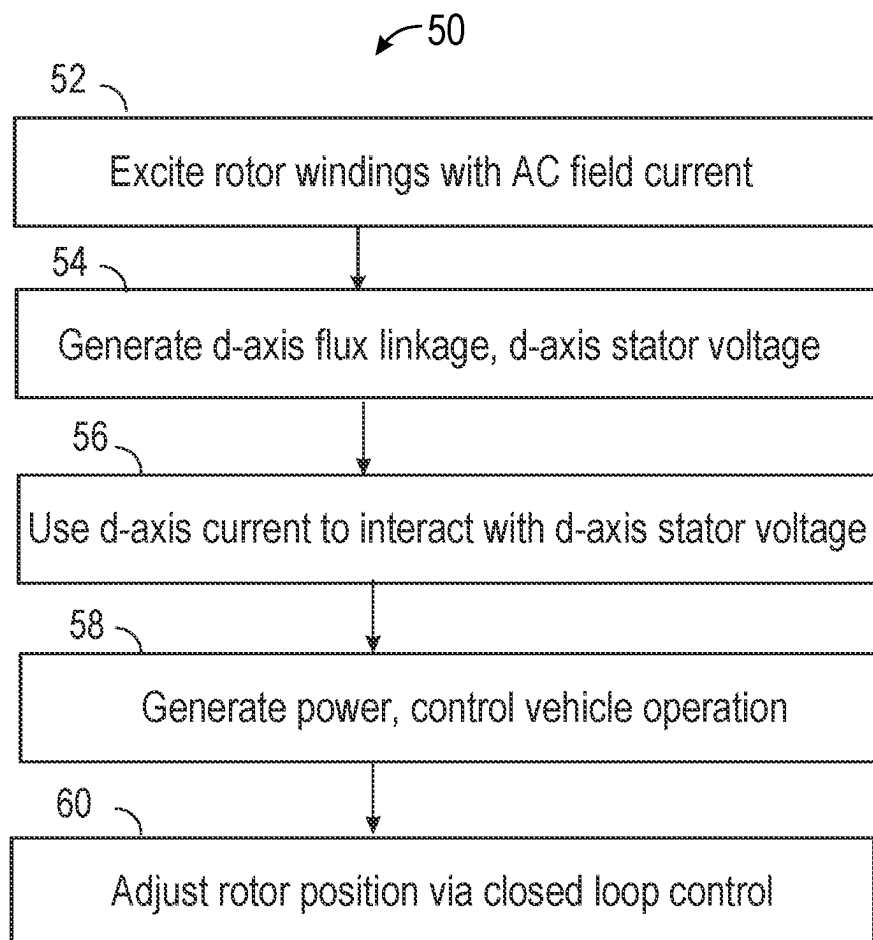 50
52
Excite rotor windings with AC field current
54
Generate d-axis flux linkage, d-axis stator voltage
56
Use d-axis current to interact with d-axis stator voltage
58
Generate power, control vehicle operation
60
Adjust rotor position via closed loop control